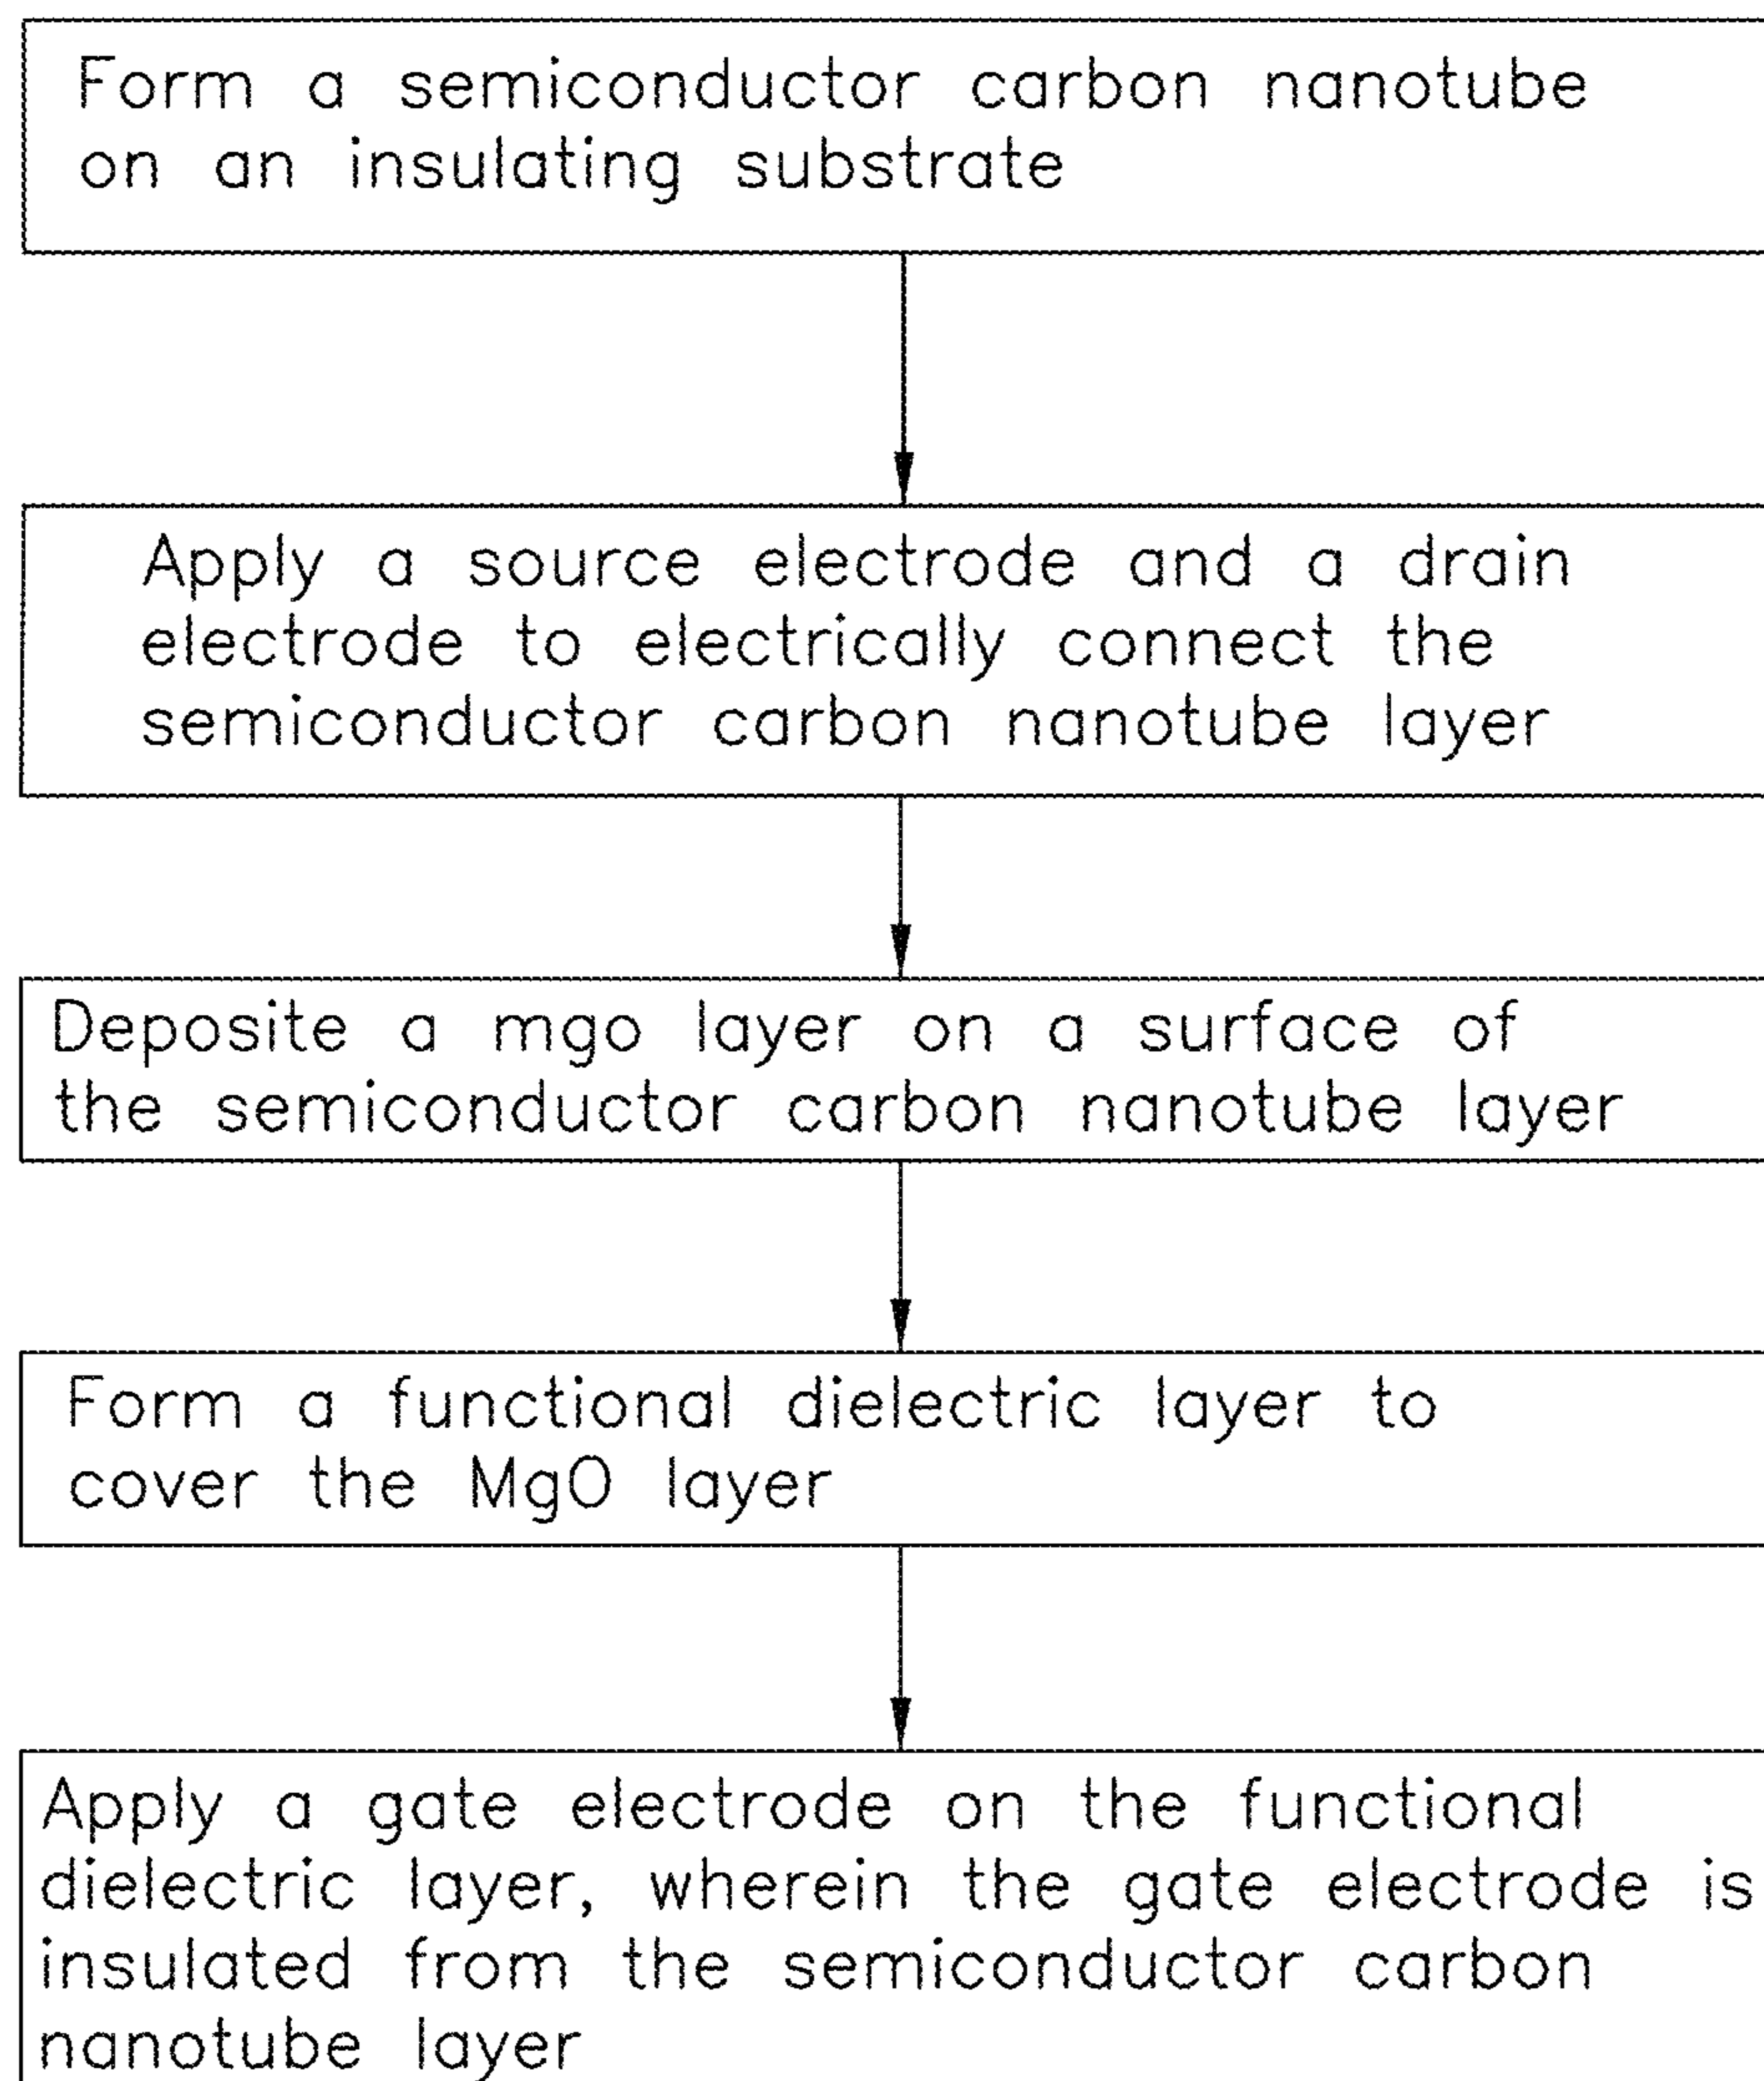 Form a semiconductor carbon nanotube
on an insulating substrate
Apply a source electrode and a drain
electrode to electrically connect the
semiconductor carbon nanotube layer
Deposite a mgo layer on a surface of
the semiconductor carbon nanotube layer
Form a functional dielectric layer to
cover the MgO layer
Apply a gate electrode on the functional
dielectric layer, wherein the gate electrode is
insulated from the semiconductor carbon
nanotube layer